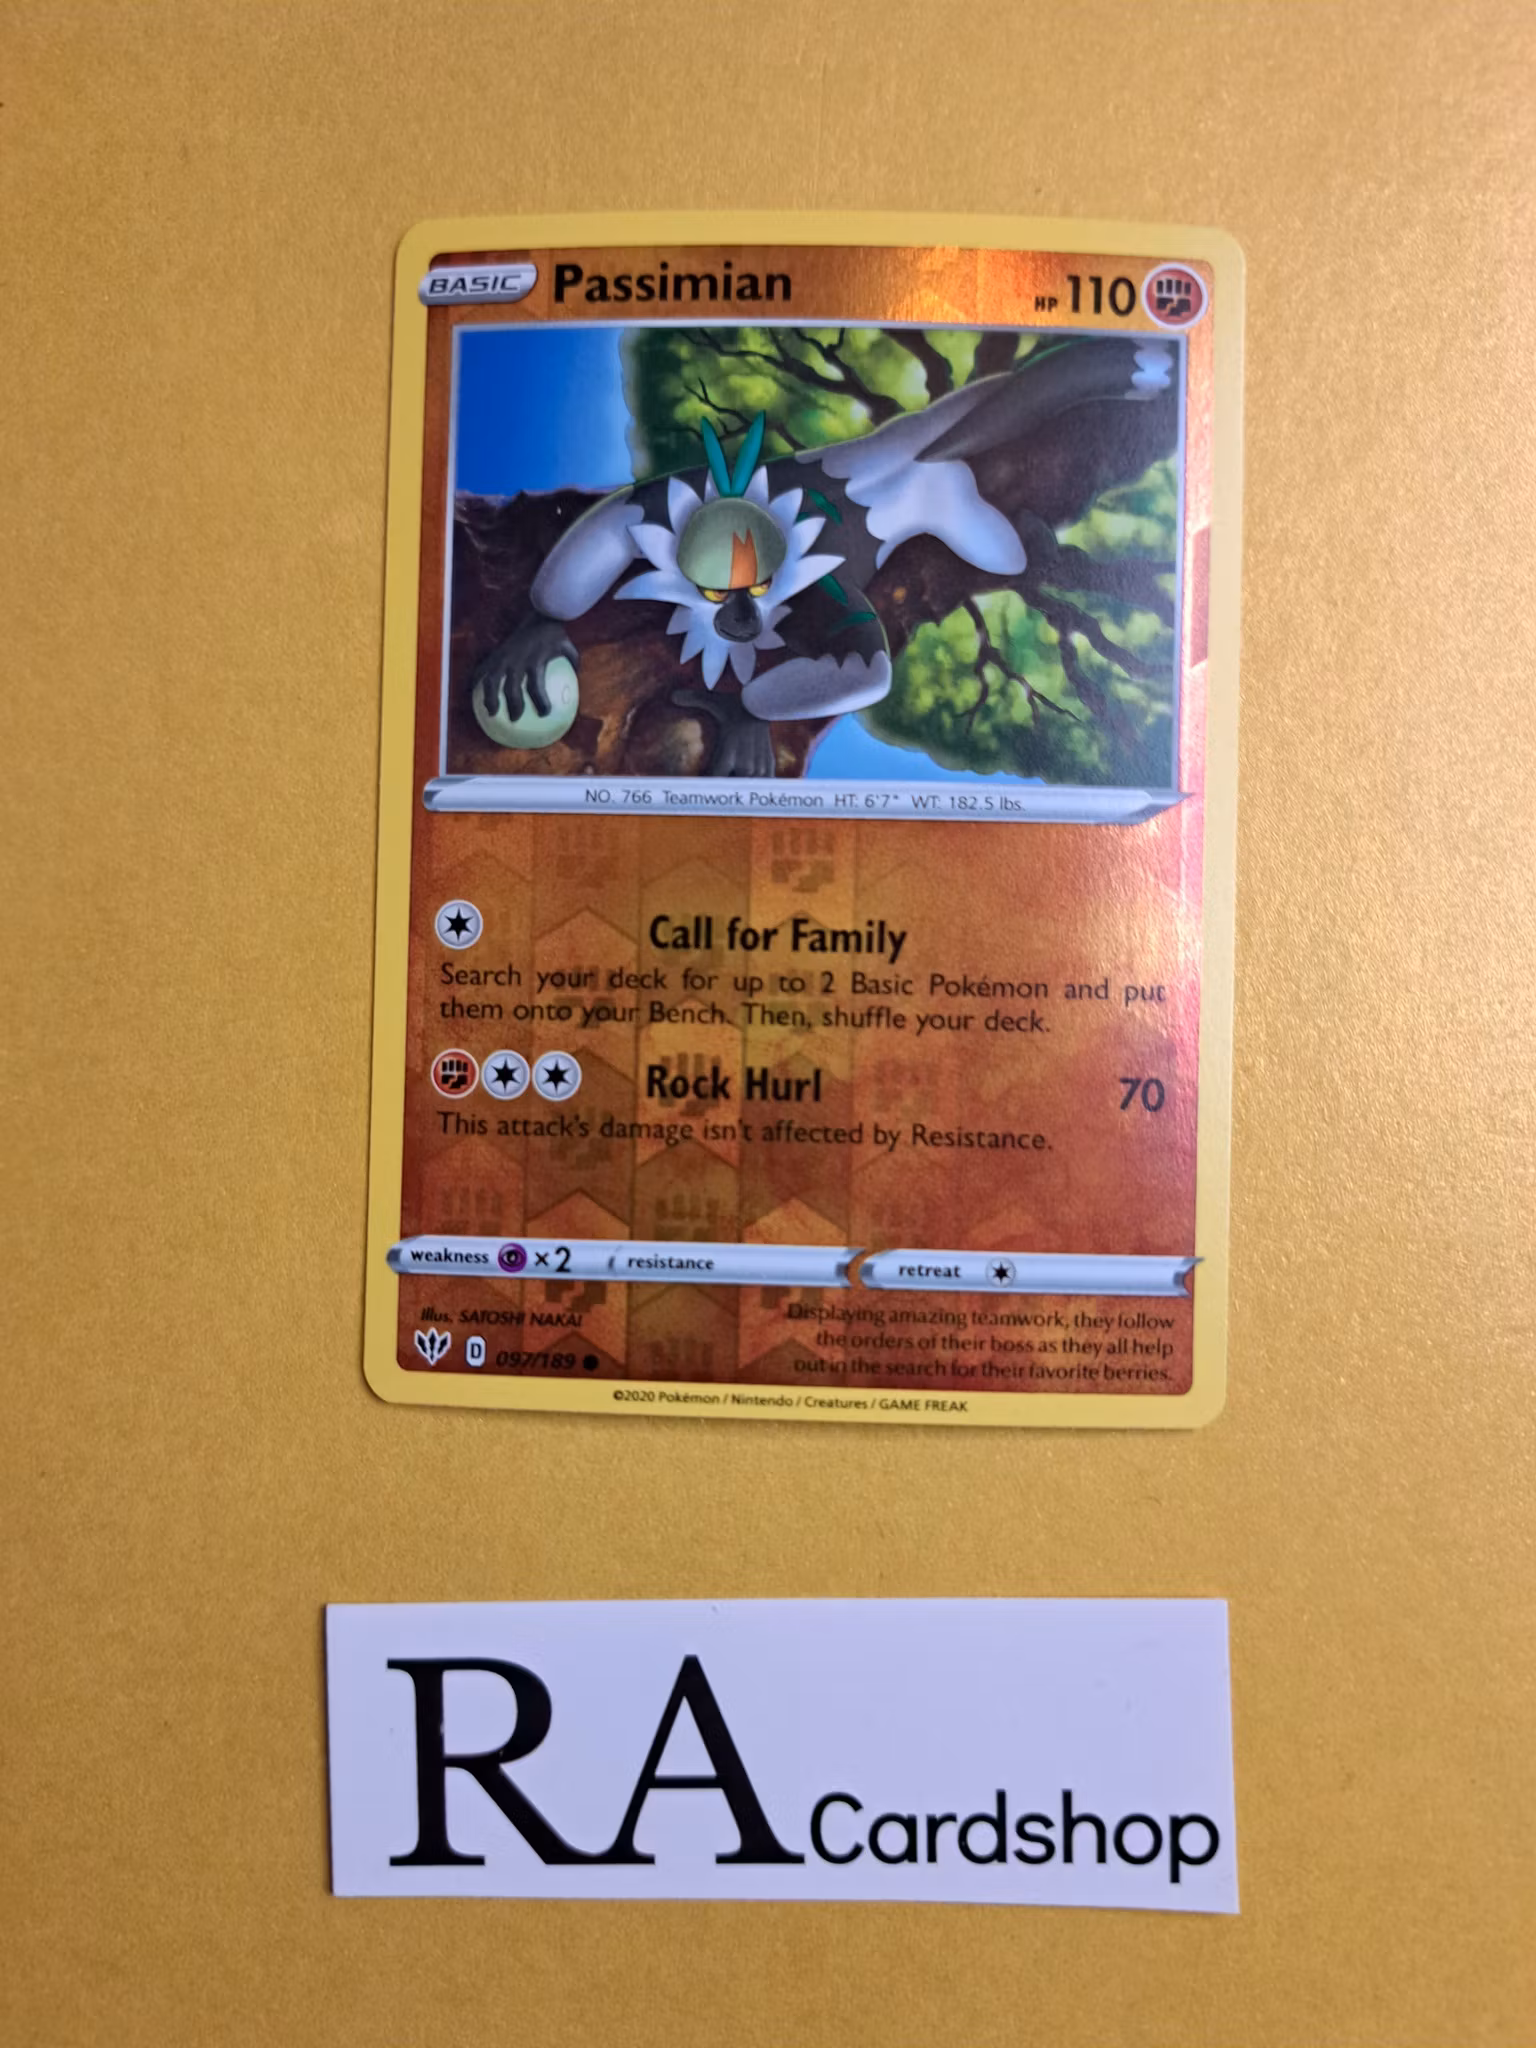 BASIC Passimian HP 110
NO. 766 Teamwork Pokémon HT: 6'7" WT: 182.5 lbs.
Call for Family
Search your deck for up to 2 Basic Pokémon and put
them onto your Bench. Then, shuffle your deck.
Rock Hurl 70
This attack's damage isn't affected by Resistance.
weakness ×2 resistance retreat
Illus. SATOSHI NAKAI
D 097/189
Displaying amazing teamwork, they follow
the orders of their boss as they all help
out in the search for their favorite berries.
©2020 Pokémon / Nintendo / Creatures / GAME FREAK
RA Cardshop